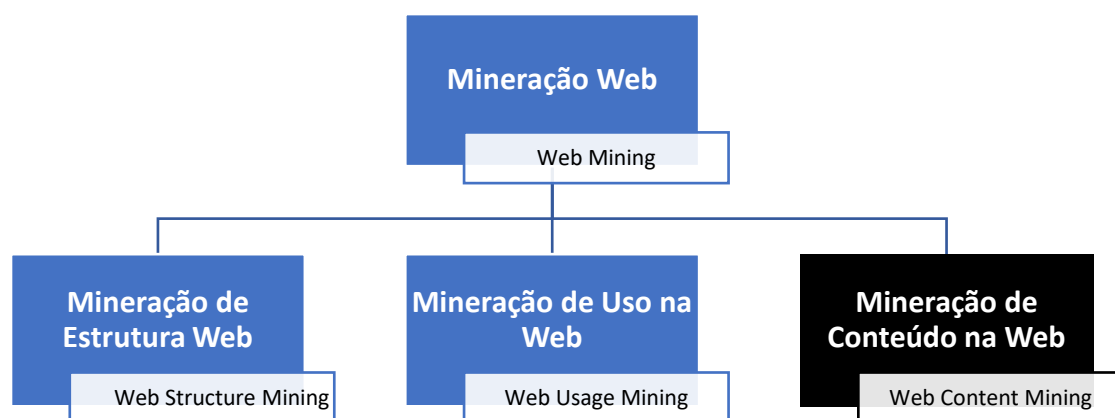 Mineração Web
Web Mining
Mineração de
Estrutura Web
Web Structure Mining
Mineração de Uso na
Web
Web Usage Mining
Mineração de
Conteúdo na Web
Web Content Mining